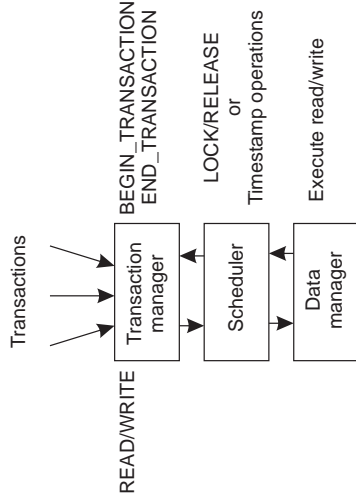 Transactions
READ/WRITE
Transaction
manager
BEGIN_TRANSACTION
END_TRANSACTION
Scheduler
LOCK/RELEASE
or
Timestamp operations
Data
manager
Execute read/write